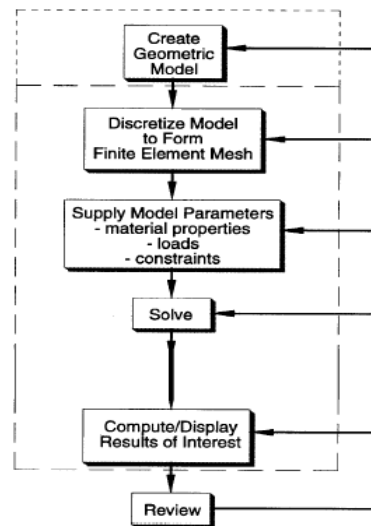 Create
Geometric
Model
Discretize Model
to Form
Finite Element Mesh
Supply Model Parameters
- material properties
- loads
- constraints
Solve
Compute/Display
Results of Interest
Review